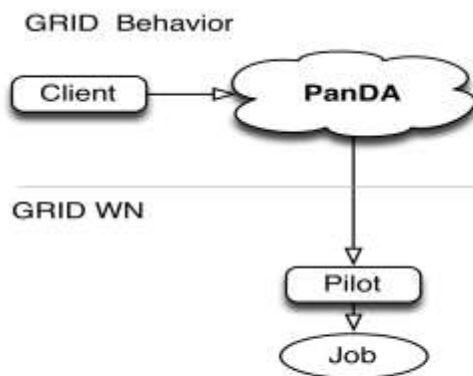 GRID Behavior
Client
PanDA
GRID WN
Pilot
Job